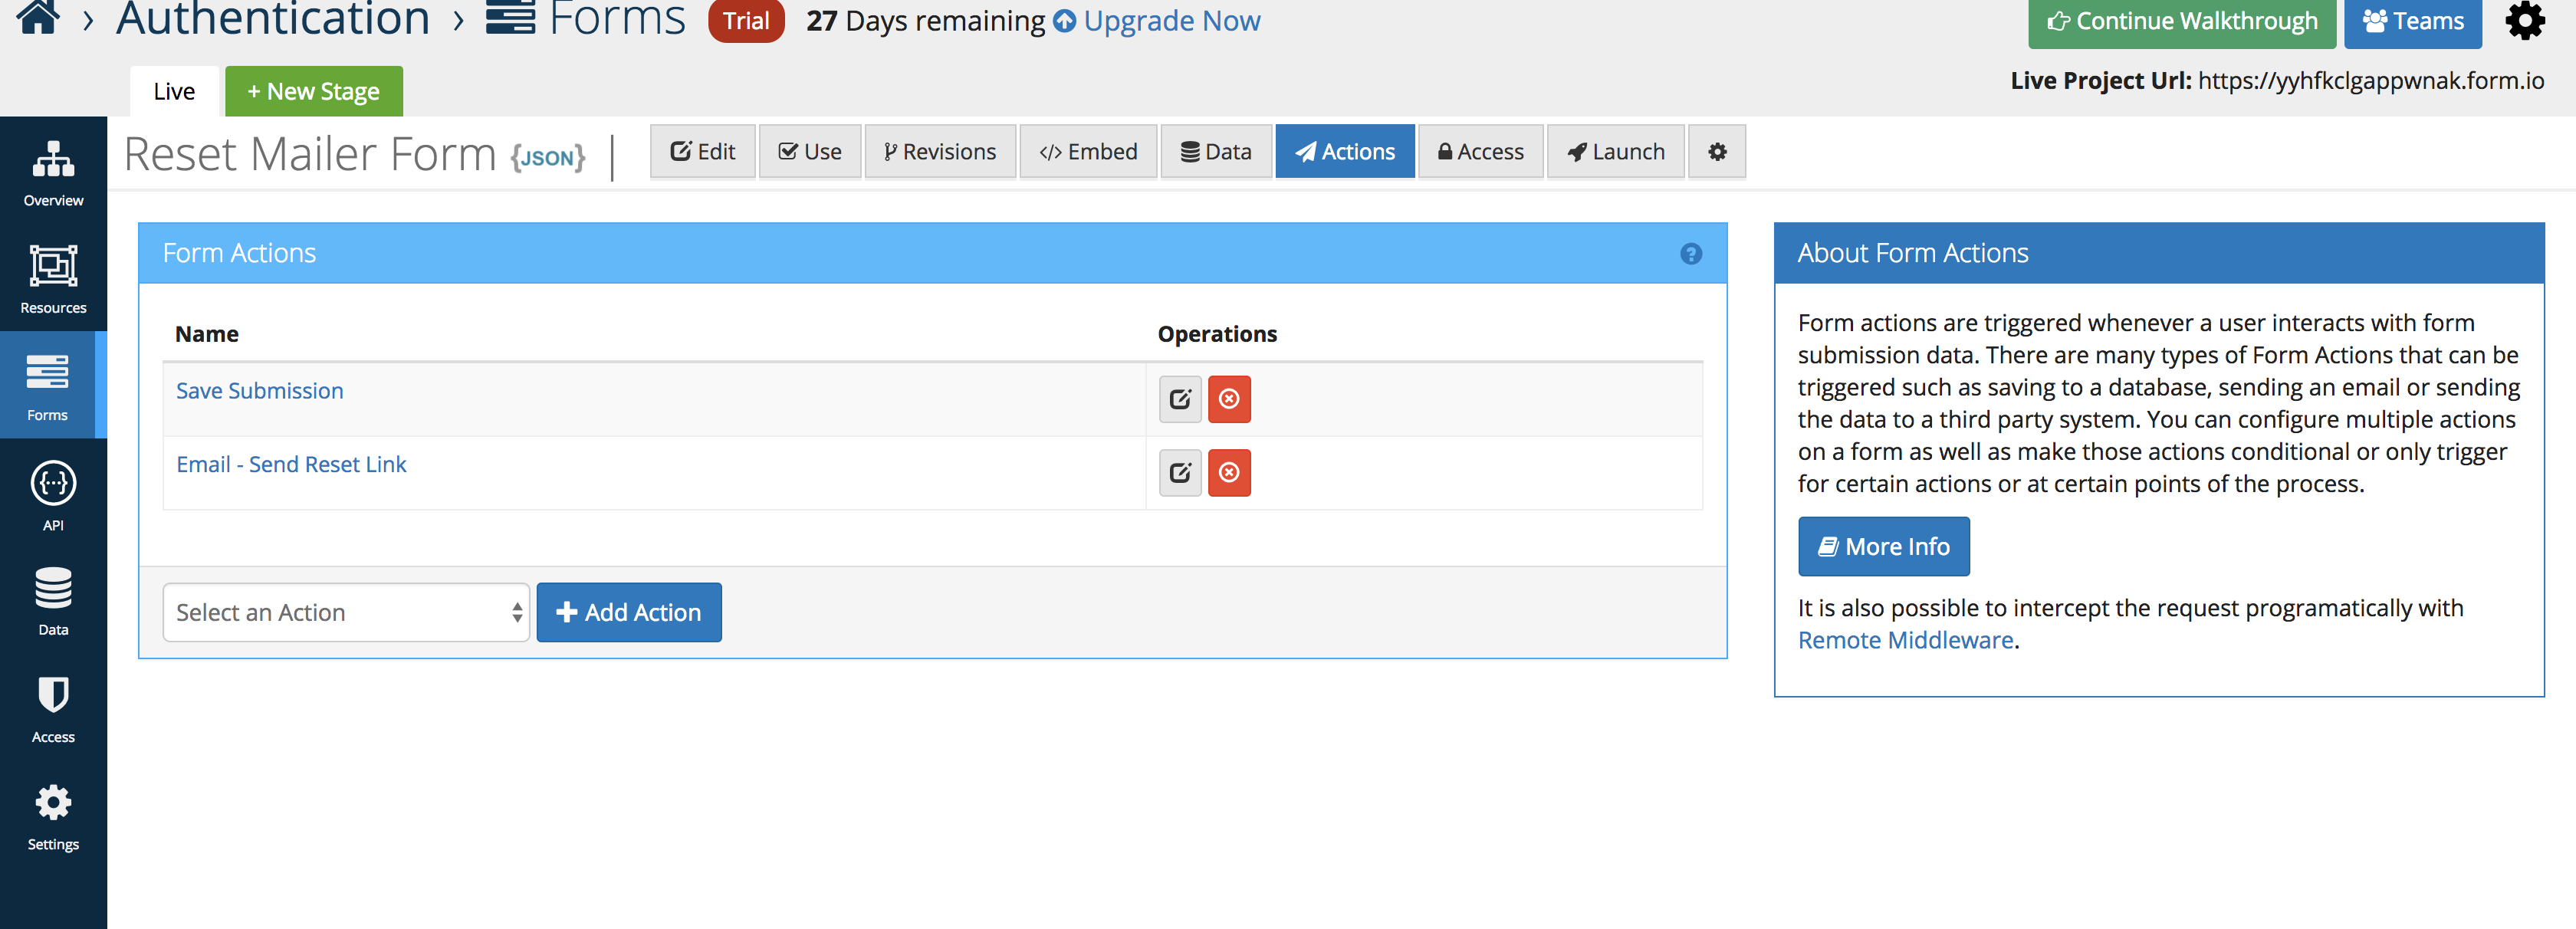 Authentication › Forms Trial 27 Days remaining Upgrade Now
Continue Walkthrough
Teams
Live
+ New Stage
Live Project Url: https://yyhfkclgappwnak.form.io
Reset Mailer Form {JSON}
Edit
Use
Revisions
</> Embed
Data
Actions
Access
Launch
Overview
Resources
Forms
API
Data
Access
Settings
Form Actions
?
Name Operations
Save Submission
Email - Send Reset Link
Select an Action
Add Action
About Form Actions
Form actions are triggered whenever a user interacts with form
submission data. There are many types of Form Actions that can be
triggered such as saving to a database, sending an email or sending
the data to a third party system. You can configure multiple actions
on a form as well as make those actions conditional or only trigger
for certain actions or at certain points of the process.
More Info
It is also possible to intercept the request programatically with
Remote Middleware.